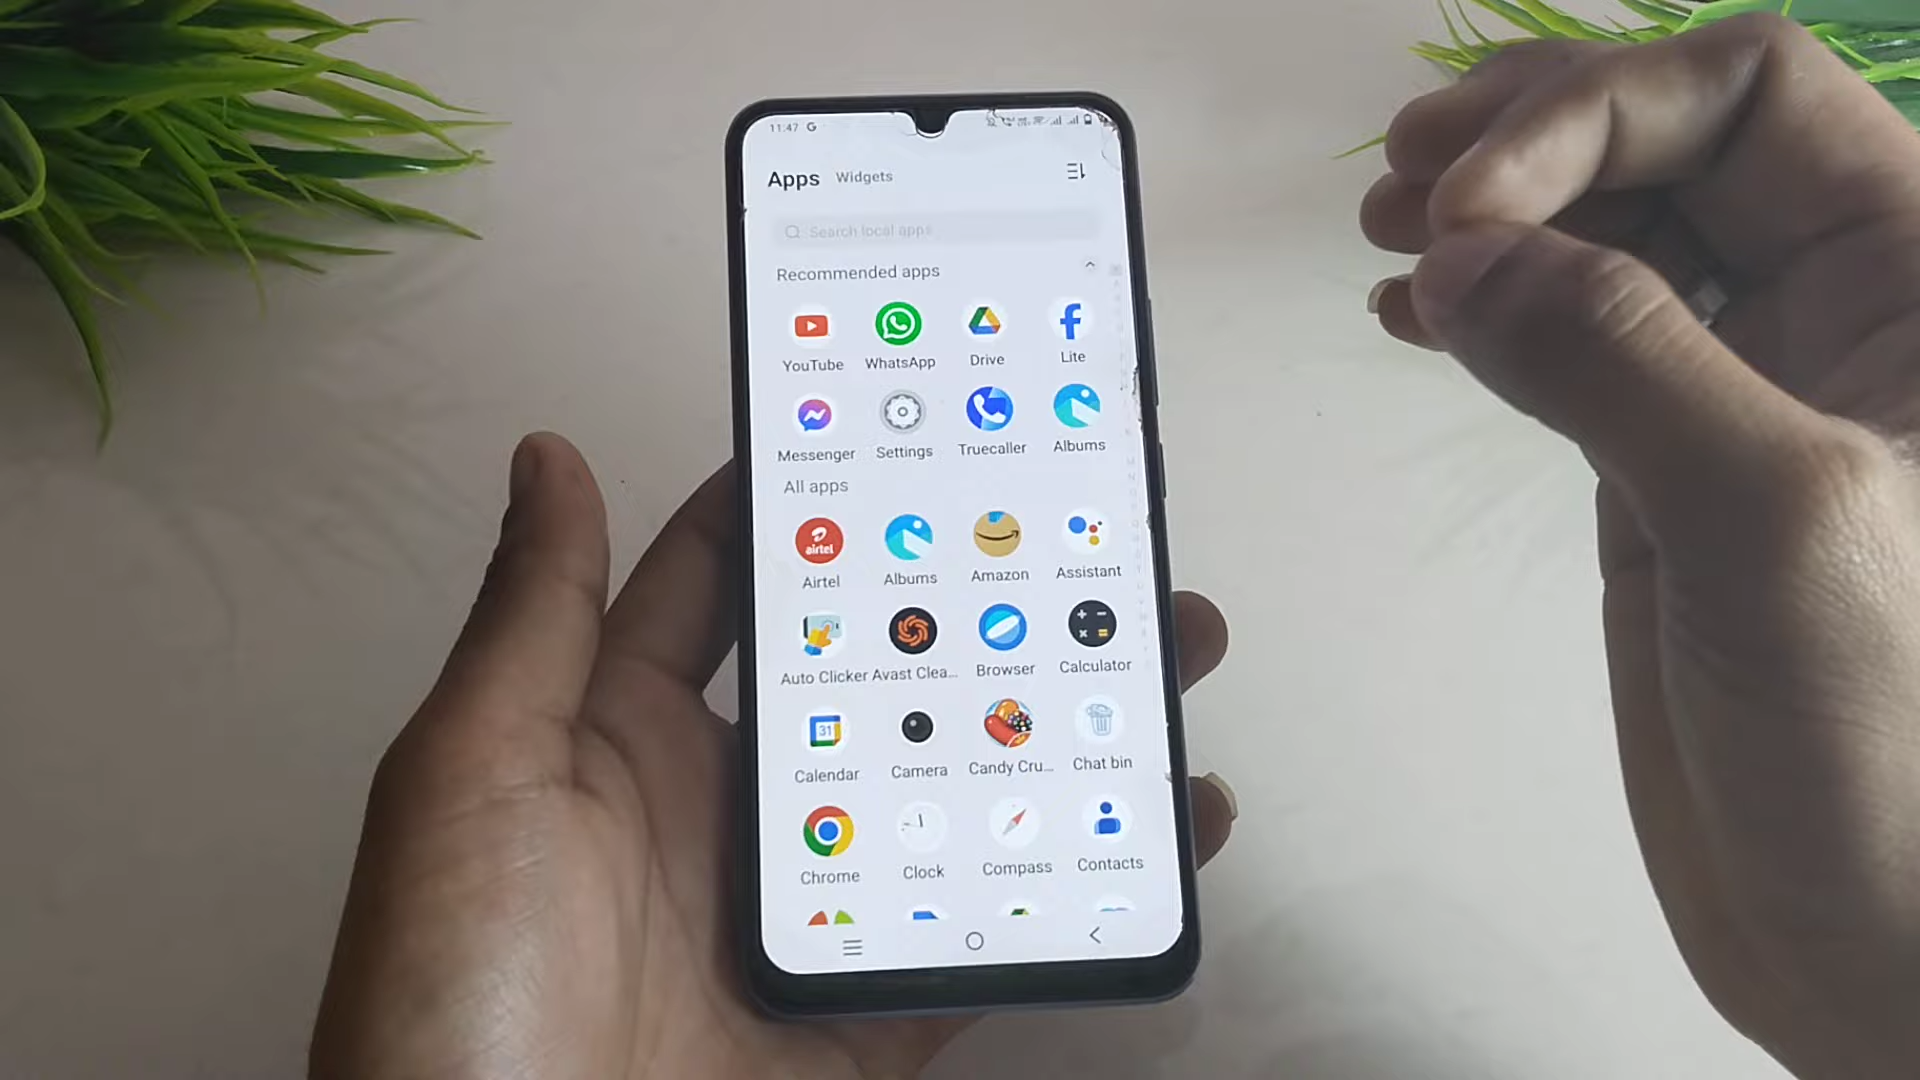 11:47 G
Apps Widgets
Search local apps
Recommended apps
YouTube WhatsApp Drive Lite
Messenger Settings Truecaller Albums
All apps
airtel
Airtel Albums Amazon Assistant
Auto Clicker Avast Clea... Browser Calculator
31
Calendar Camera Candy Cru... Chat bin
Chrome Clock Compass Contacts